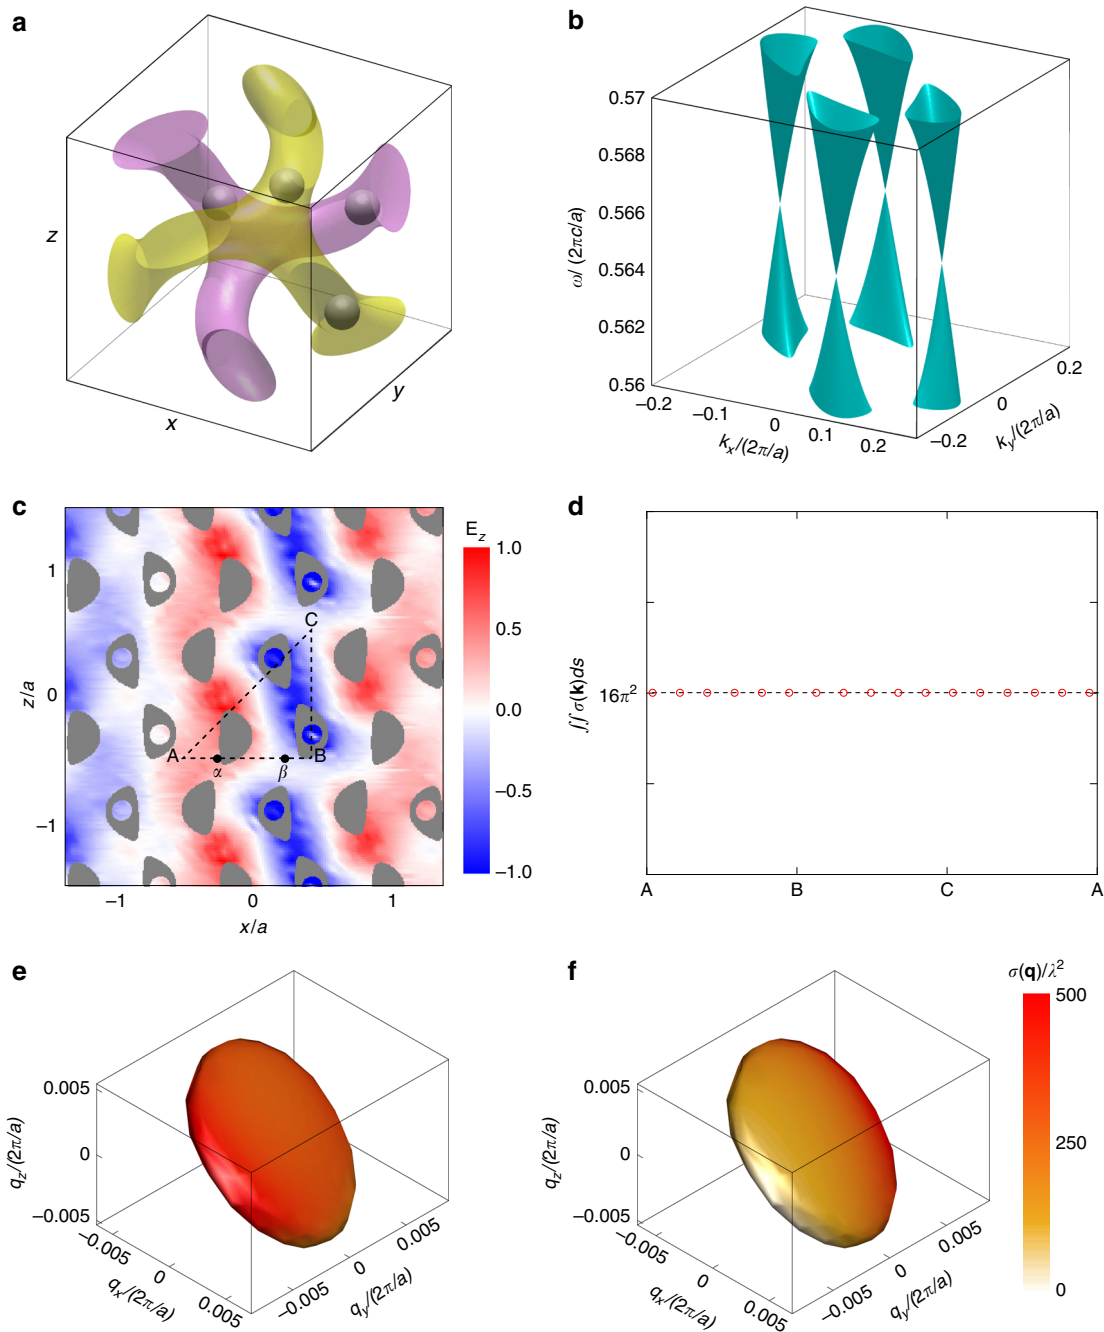 a
z
x
y
b
ω/(2πc/a)
0.57
0.568
0.566
0.564
0.562
0.56
−0.2
−0.1
0
0.1
0.2
kx/(2π/a)
−0.2
0
0.2
ky/(2π/a)
c
z/a
1
0
−1
−1
0
1
x/a
A
B
C
α
β
Ez
1.0
0.5
0.0
−0.5
−1.0
d
∫∫ σ(k)ds
16π²
A
B
C
A
e
qz/(2π/a)
0.005
0
−0.005
−0.005
0
0.005
qx/(2π/a)
−0.005
0
0.005
qy/(2π/a)
f
qz/(2π/a)
0.005
0
−0.005
−0.005
0
0.005
qx/(2π/a)
−0.005
0
0.005
qy/(2π/a)
σ(q)/λ²
500
250
0